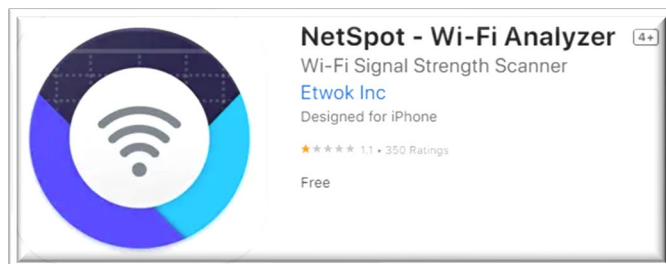 NetSpot - Wi-Fi Analyzer 4+
Wi-Fi Signal Strength Scanner
Etwok Inc
Designed for iPhone
★★★★★ 1.1 • 350 Ratings
Free